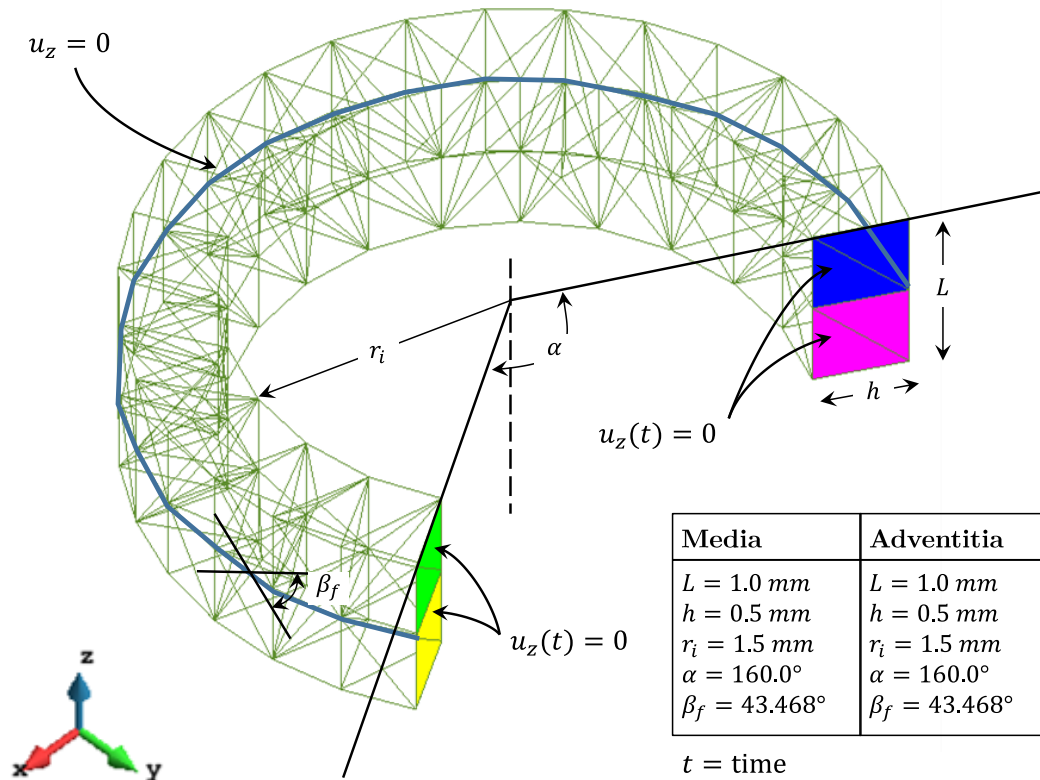 u_z = 0
L
r_i
α
h
u_z(t) = 0
β_f
u_z(t) = 0
Media Adventitia
L = 1.0 mm L = 1.0 mm
h = 0.5 mm h = 0.5 mm
r_i = 1.5 mm r_i = 1.5 mm
α = 160.0° α = 160.0°
β_f = 43.468° β_f = 43.468°
t = time
z
x
y